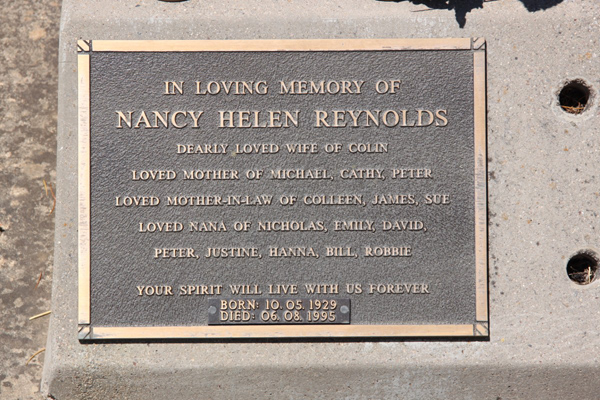 IN LOVING MEMORY OF
NANCY HELEN REYNOLDS
DEARLY LOVED WIFE OF COLIN
LOVED MOTHER OF MICHAEL, CATHY, PETER
LOVED MOTHER-IN-LAW OF COLLEEN, JAMES, SUE
LOVED NANA OF NICHOLAS, EMILY, DAVID,
PETER, JUSTINE, HANNA, BILL, ROBBIE
YOUR SPIRIT WILL LIVE WITH US FOREVER
BORN: 10. 05. 1929
DIED: 06. 08. 1995